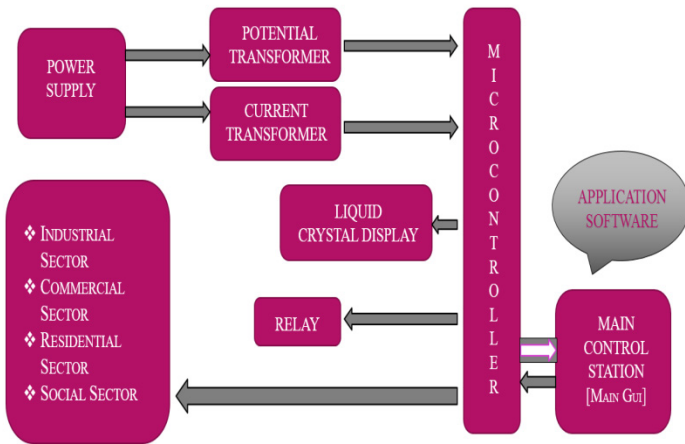 POWER
SUPPLY
POTENTIAL
TRANSFORMER
CURRENT
TRANSFORMER
MICROCONTROLLER
LIQUID
CRYSTAL DISPLAY
RELAY
❖ INDUSTRIAL
SECTOR
❖ COMMERCIAL
SECTOR
❖ RESIDENTIAL
SECTOR
❖ SOCIAL SECTOR
APPLICATION
SOFTWARE
MAIN
CONTROL
STATION
[MAIN GUI]